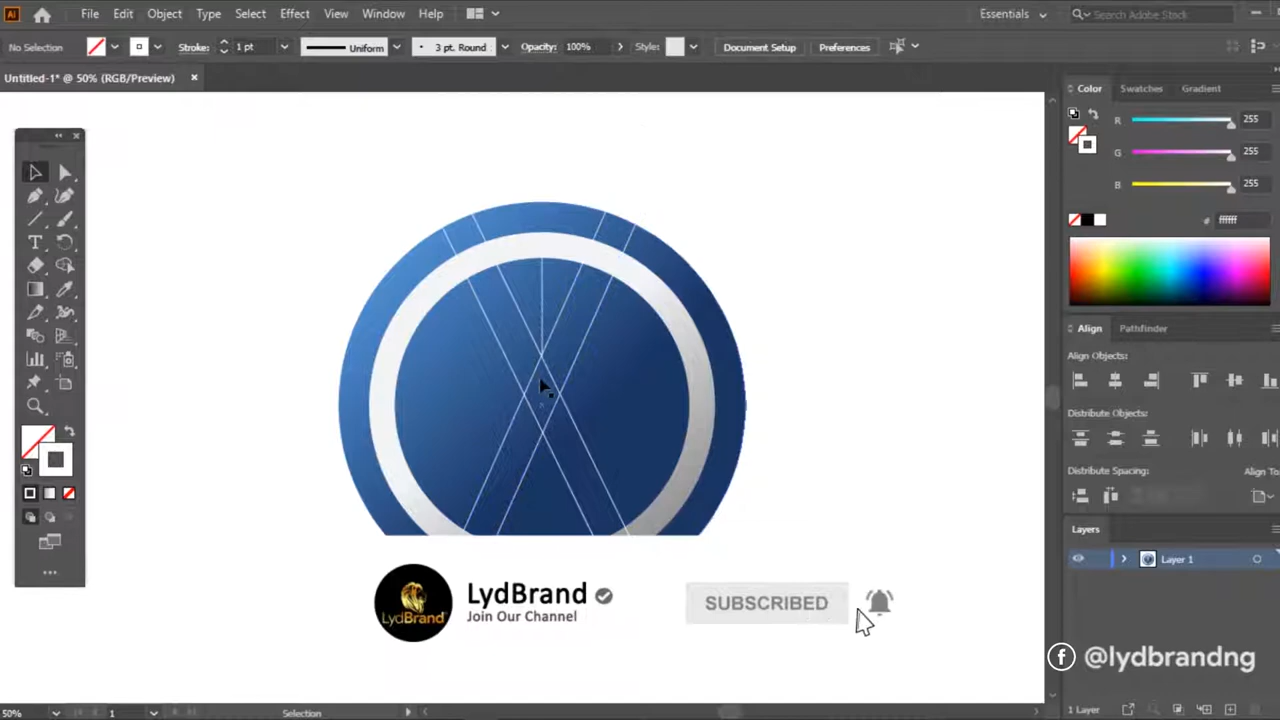 Ai File Edit Object Type Select Effect View Window Help Essentials Search Adobe Stock
No Selection Stroke: 1 pt Uniform 3 pt. Round Opacity: 100% Style: Document Setup Preferences
Untitled-1* @ 50% (RGB/Preview) ×
Color Swatches Gradient
R 255
G 255
B 255
# ffffff
Align Pathfinder
Align Objects:
Distribute Objects:
Distribute Spacing: Align To:
Layers
Layer 1
LydBrand
LydBrand
Join Our Channel
SUBSCRIBED
f @lydbrandng
50% 1 Selection 1 Layer